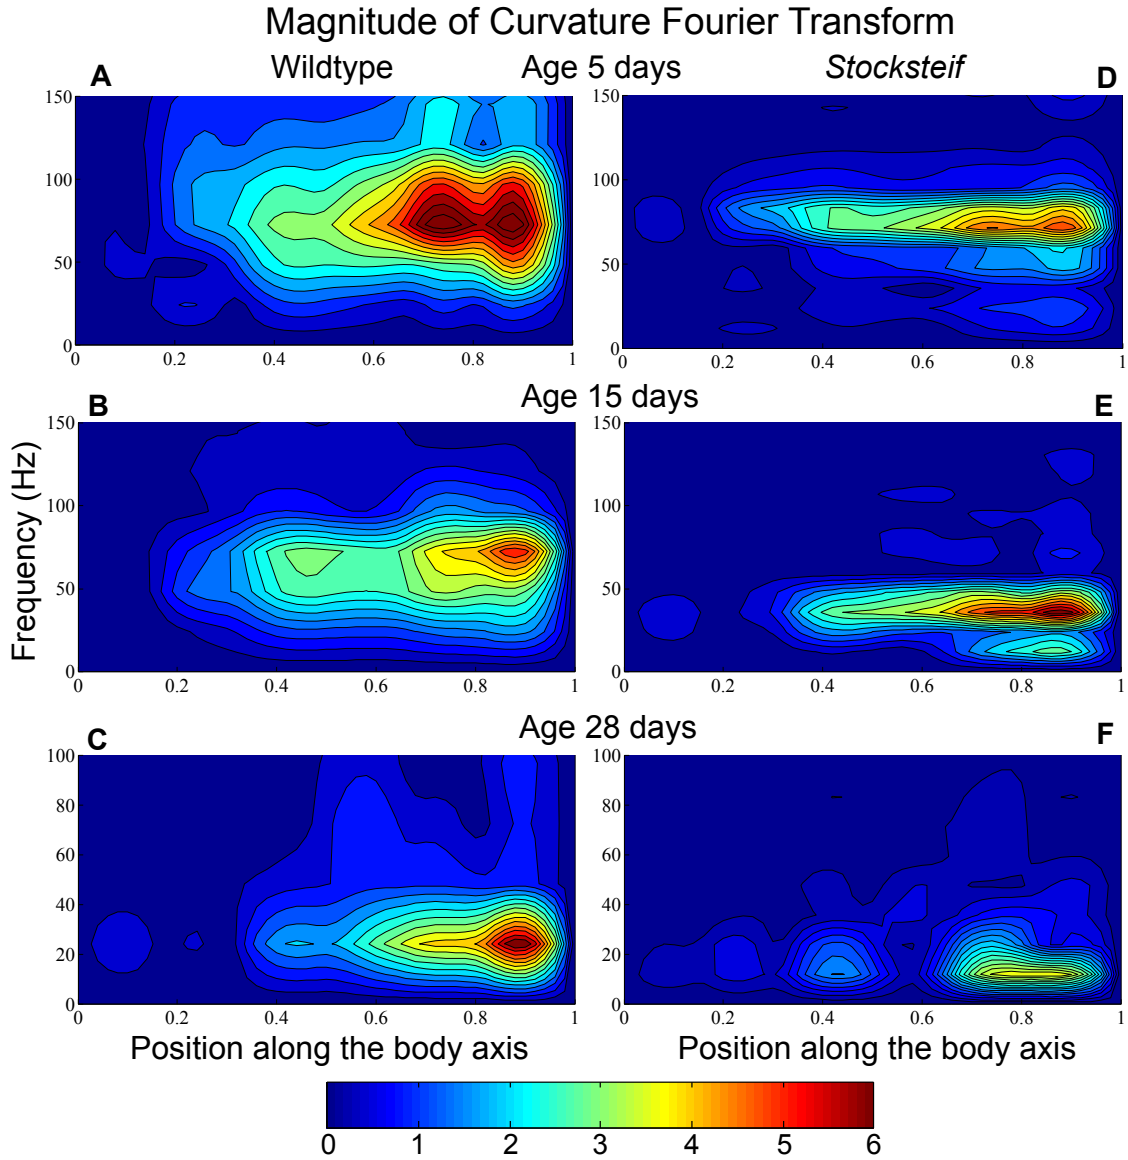 Magnitude of Curvature Fourier Transform
Wildtype Age 5 days Stocksteif
A D
150
100
50
0
0 0.2 0.4 0.6 0.8 1
150
100
50
0
0 0.2 0.4 0.6 0.8 1
Age 15 days
B E
Frequency (Hz)
150
100
50
0
0 0.2 0.4 0.6 0.8 1
150
100
50
0
0 0.2 0.4 0.6 0.8 1
Age 28 days
C F
100
80
60
40
20
0
0 0.2 0.4 0.6 0.8 1
100
80
60
40
20
0
0 0.2 0.4 0.6 0.8 1
Position along the body axis Position along the body axis
0 1 2 3 4 5 6